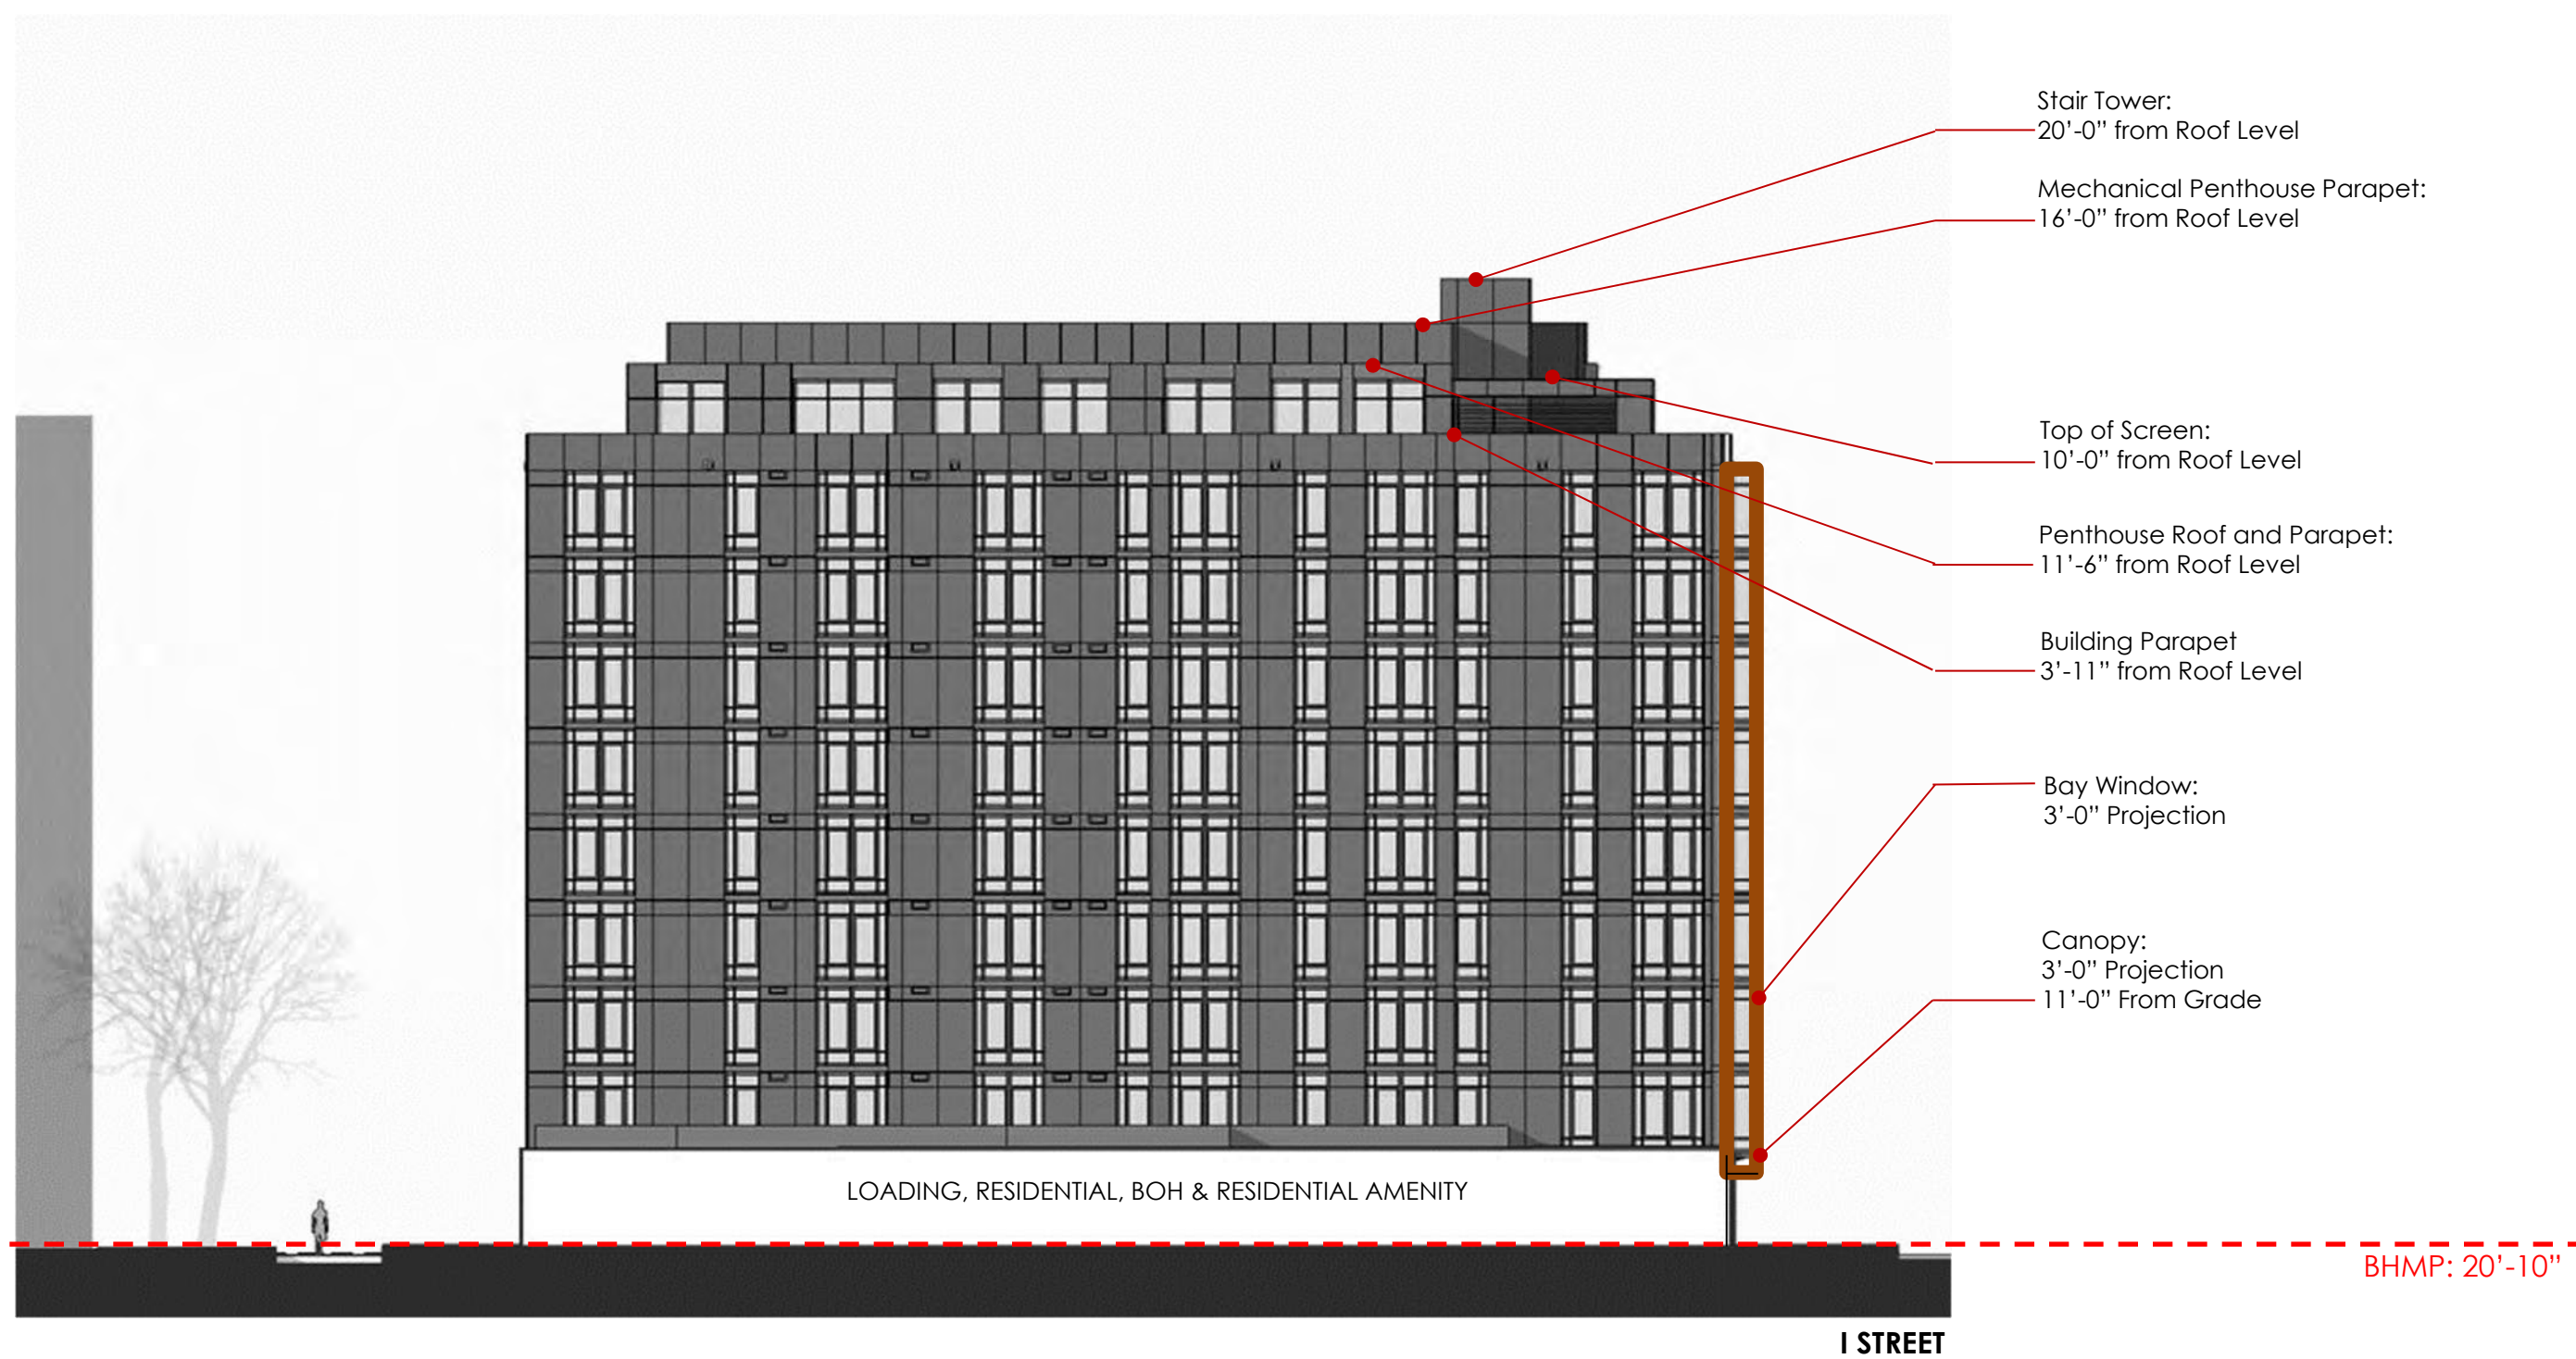 Stair Tower:
20’-0” from Roof Level
Mechanical Penthouse Parapet:
16’-0” from Roof Level
Top of Screen:
10’-0” from Roof Level
Penthouse Roof and Parapet:
11’-6” from Roof Level
Building Parapet
3’-11” from Roof Level
Bay Window:
3’-0” Projection
Canopy:
3’-0” Projection
11’-0” From Grade
LOADING, RESIDENTIAL, BOH & RESIDENTIAL AMENITY
BHMP: 20’-10”
I STREET